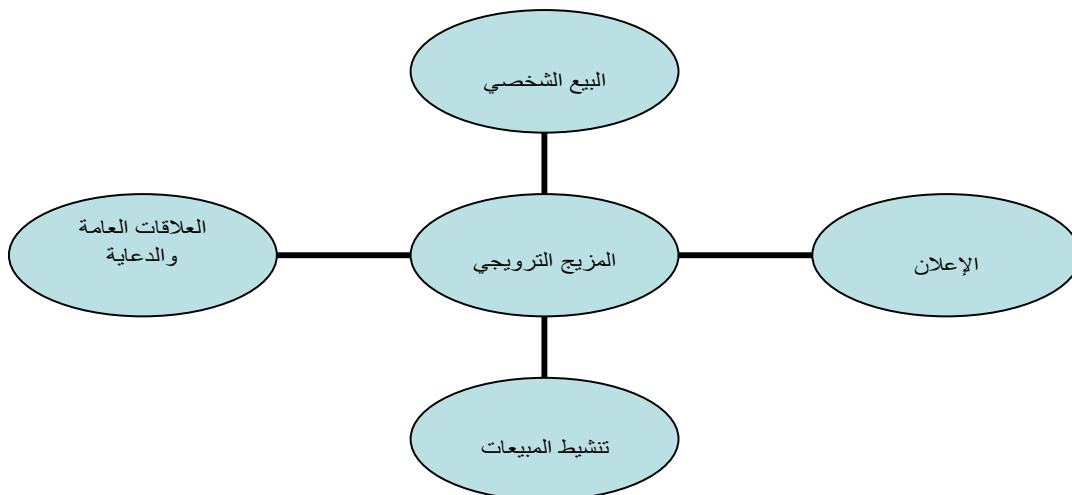 البيع الشخصي
العلاقات العامة
والدعاية
المزيج الترويجي
الإعلان
تنشيط المبيعات